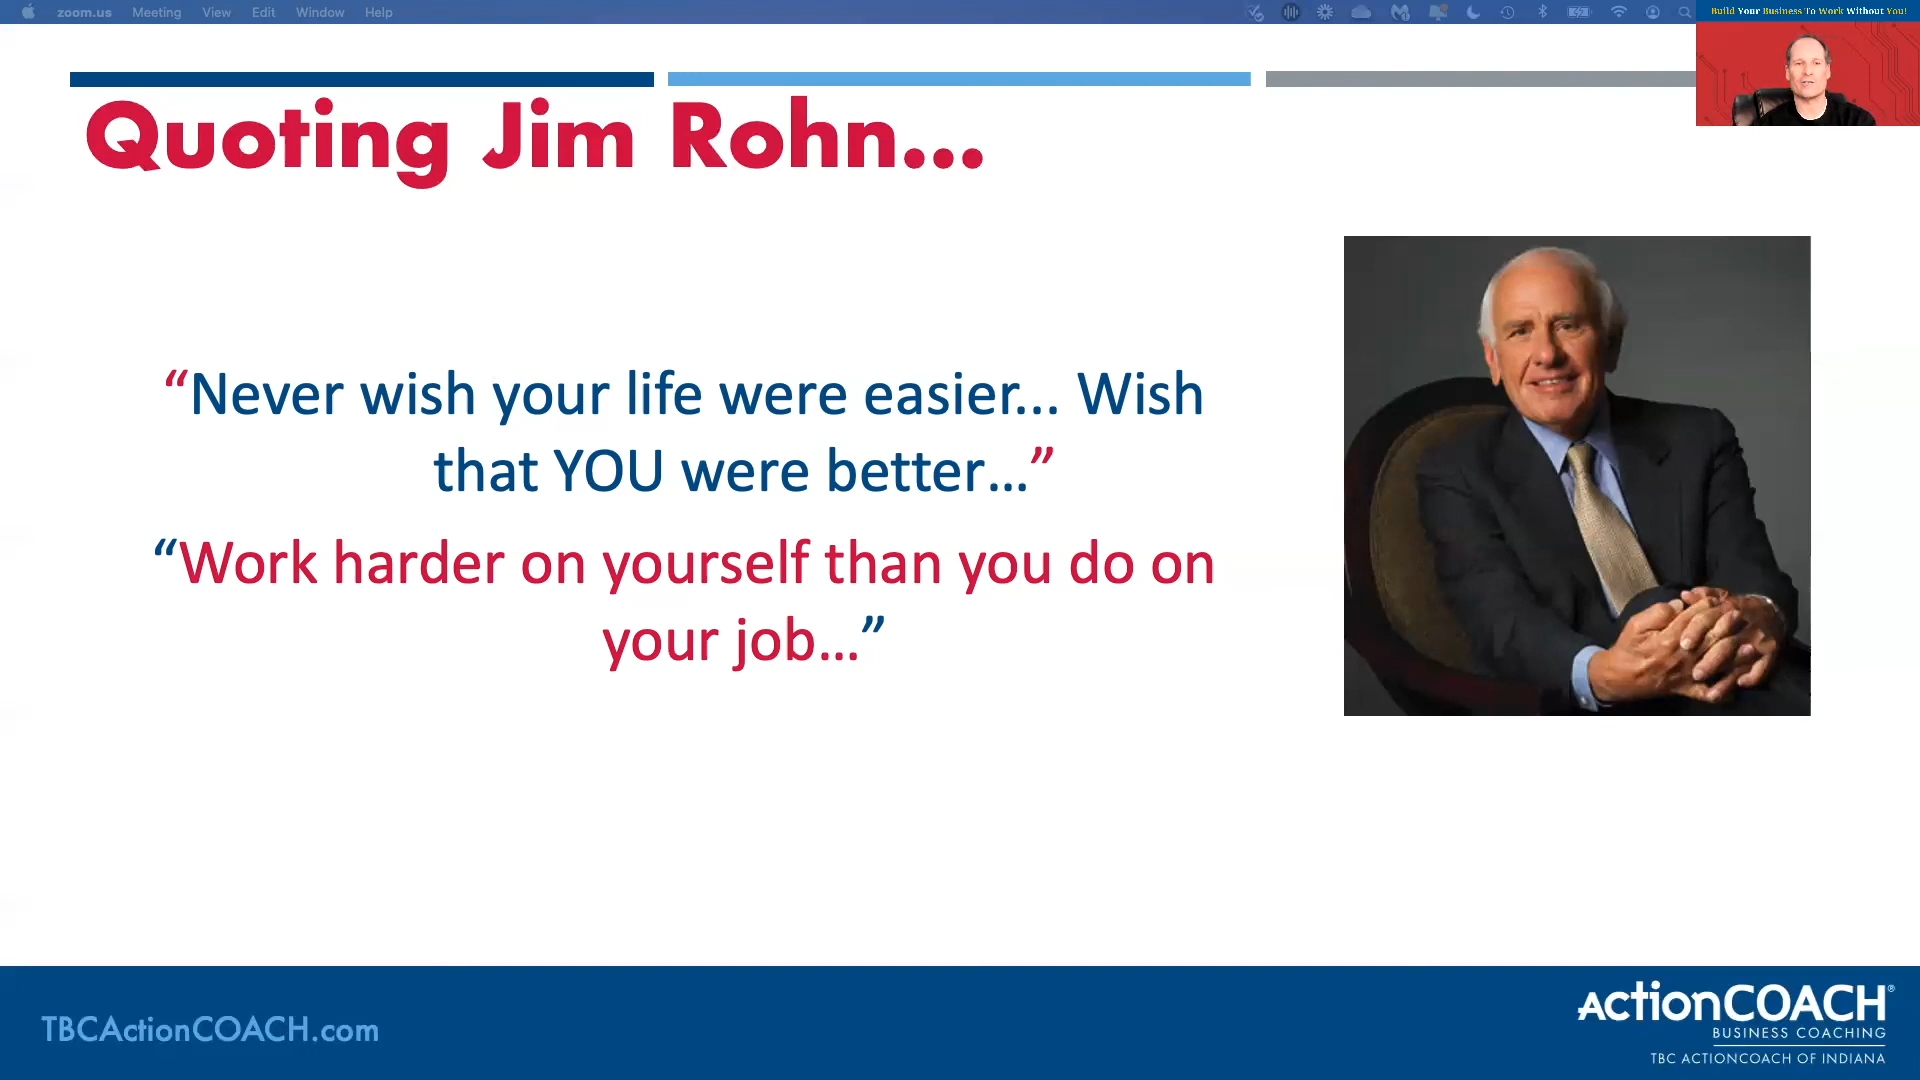 zoom.us Meeting View Edit Window Help
Build Your Business To Work Without You!
Quoting Jim Rohn...
“Never wish your life were easier... Wish
that YOU were better...”
“Work harder on yourself than you do on
your job...”
TBCActionCOACH.com
actionCOACH®
BUSINESS COACHING
TBC ACTIONCOACH OF INDIANA